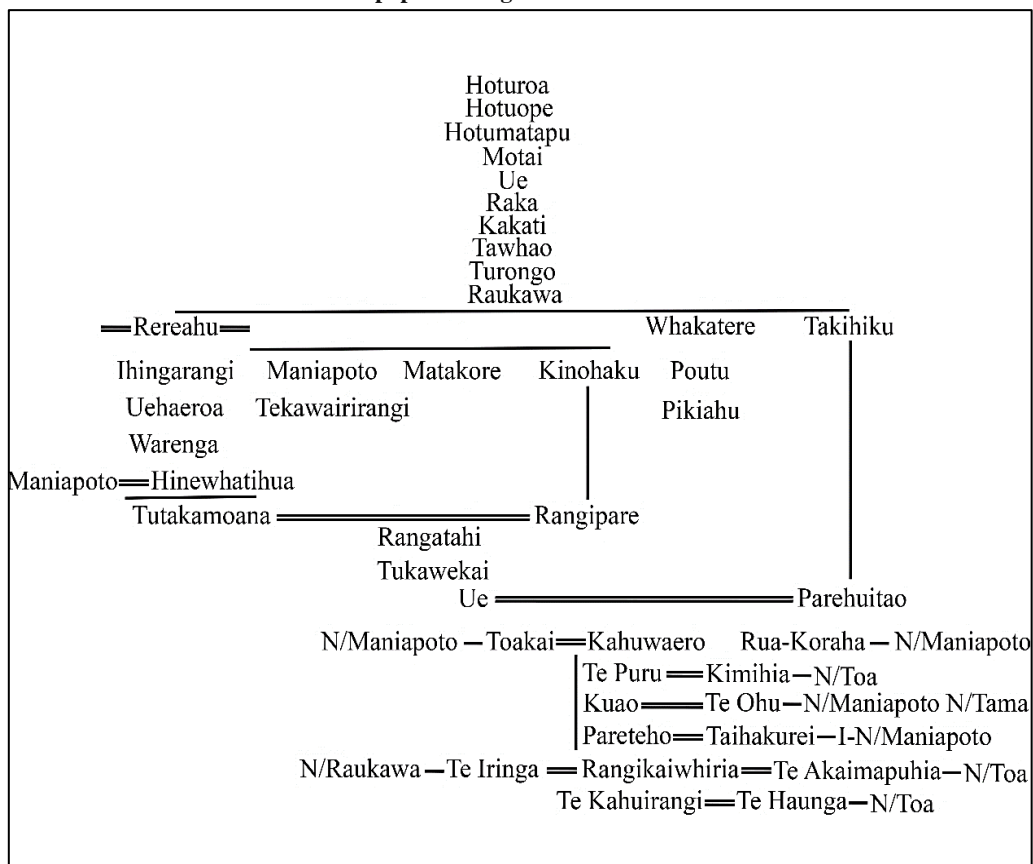 Hoturoa
Hotuope
Hotumatapu
Motai
Ue
Raka
Kakati
Tawhao
Turongo
Raukawa
Rereahu Whakatere Takihiku
Ihingarangi Maniapoto Matakore Kinohaku Poutu
Uehaeroa Tekawairirangi Pikiahu
Warenga
Maniapoto Hinewhatihua
Tutakamoana Rangipare
Rangatahi
Tukawekai
Ue Parehuitao
N/Maniapoto – Toakai Kahuwaero Rua-Koraha – N/Maniapoto
Te Puru Kimihia – N/Toa
Kuao Te Ohu – N/Maniapoto N/Tama
Pareteho Taihakurei – I-N/Maniapoto
N/Raukawa – Te Iringa Rangikaiwhiria Te Akaimapuhia – N/Toa
Te Kahuirangi Te Haunga – N/Toa